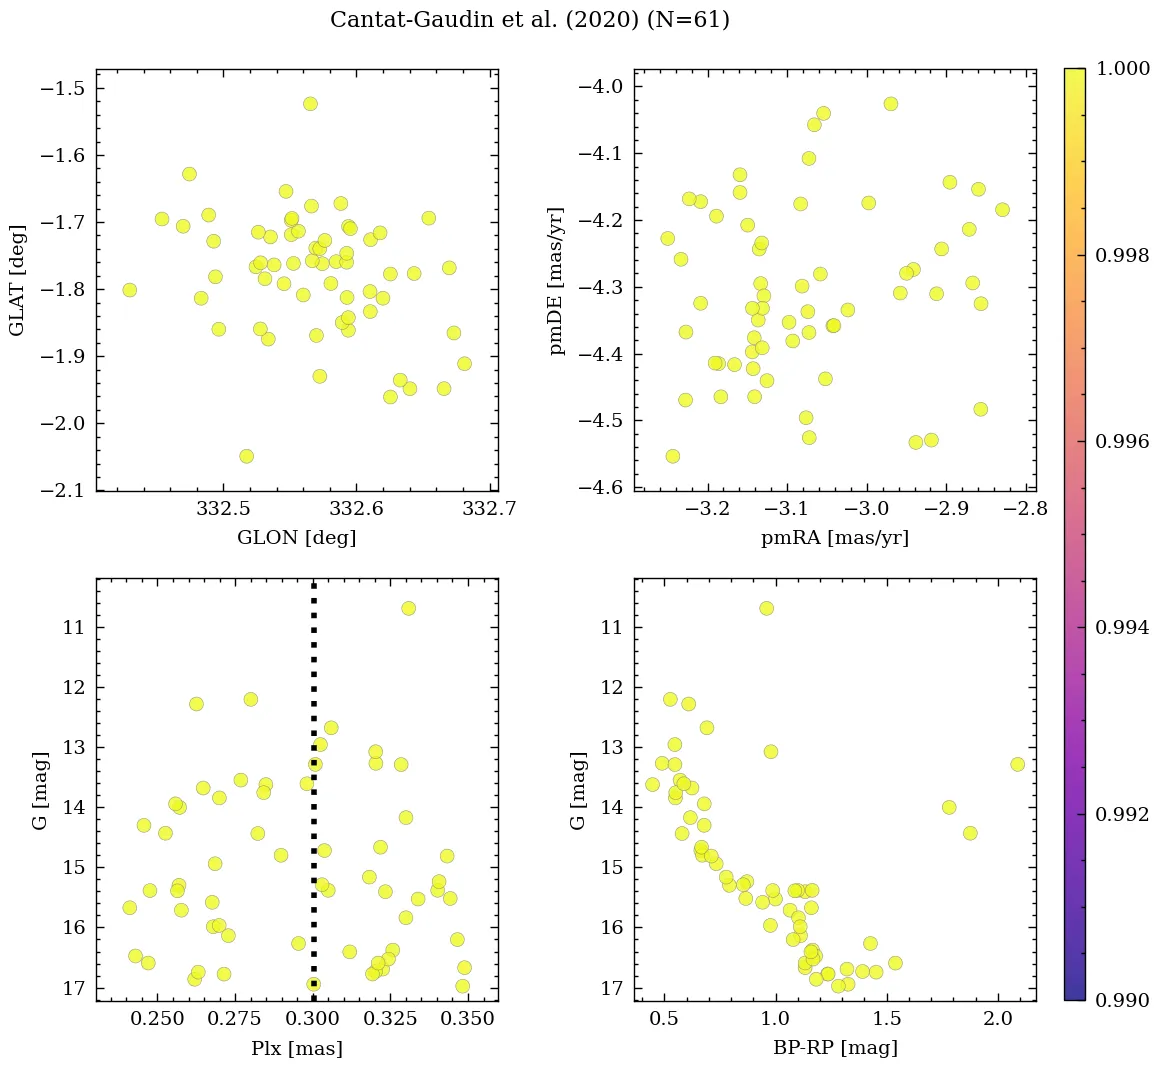 Cantat-Gaudin et al. (2020) (N=61)
−1.5
−1.6
−1.7
−1.8
−1.9
−2.0
−2.1
GLAT [deg]
332.5 332.6 332.7
GLON [deg]
−4.0
−4.1
−4.2
−4.3
−4.4
−4.5
−4.6
pmDE [mas/yr]
−3.2 −3.1 −3.0 −2.9 −2.8
pmRA [mas/yr]
11
12
13
14
15
16
17
G [mag]
0.250 0.275 0.300 0.325 0.350
Plx [mas]
11
12
13
14
15
16
17
G [mag]
0.5 1.0 1.5 2.0
BP-RP [mag]
1.000
0.998
0.996
0.994
0.992
0.990